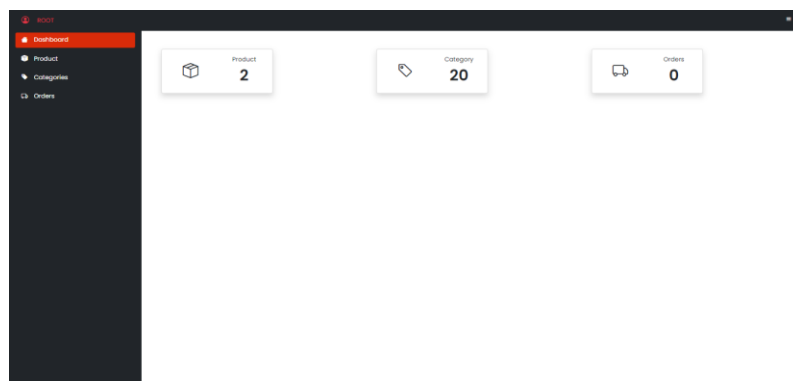 ROOT
Dashboard
Product
Categories
Orders
Product
2
Category
20
Orders
0